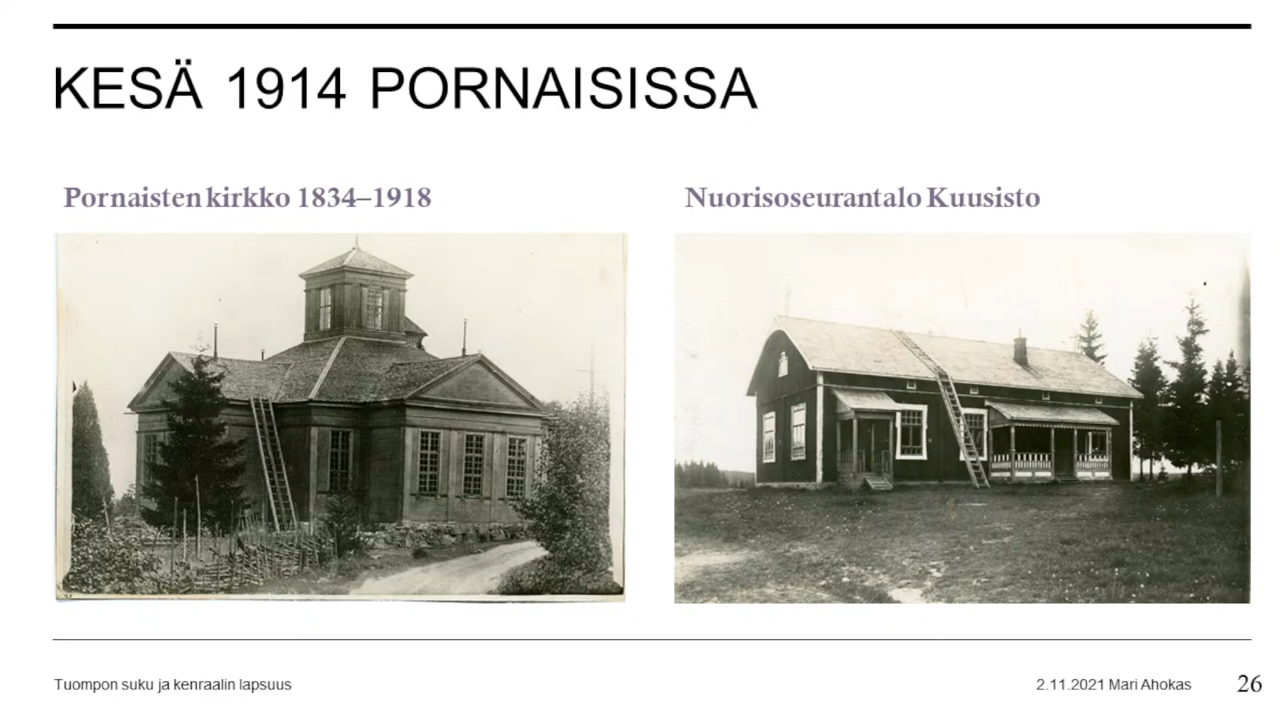 KESÄ 1914 PORNAISISSA
Pornaisten kirkko 1834–1918
Nuorisoseurantalo Kuusisto
Tuompon suku ja kenraalin lapsuus
2.11.2021 Mari Ahokas
26